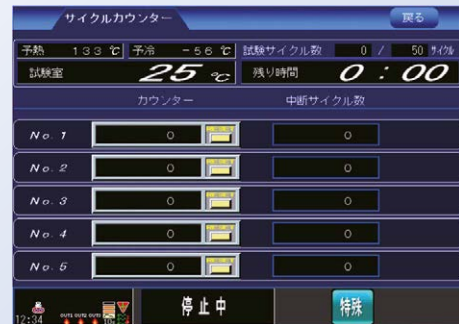 サイクルカウンター 戻る
予熱 133 ℃ 予冷 -56 ℃ 試験サイクル数 0 / 50 サイクル
試験室 25 ℃ 残り時間 0 : 00
カウンター 中断サイクル数
No. 1 0 0
No. 2 0 0
No. 3 0 0
No. 4 0 0
No. 5 0 0
12:34 OUT1 OUT2 OUT3 停止中 特殊